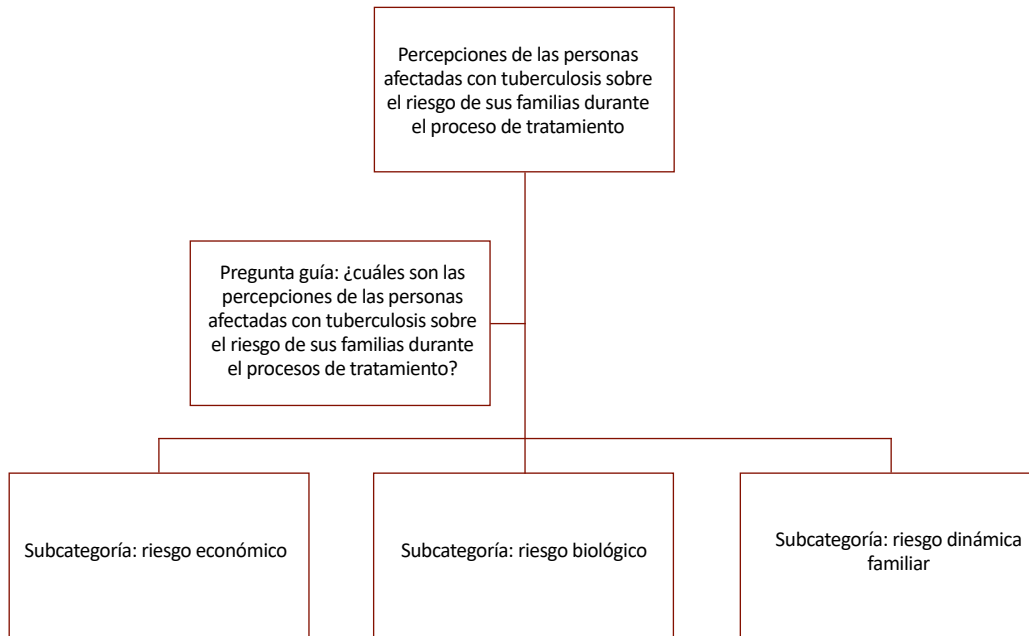 Percepciones de las personas
afectadas con tuberculosis sobre
el riesgo de sus familias durante
el proceso de tratamiento
Pregunta guía: ¿cuáles son las
percepciones de las personas
afectadas con tuberculosis sobre
el riesgo de sus familias durante
el procesos de tratamiento?
Subcategoría: riesgo económico
Subcategoría: riesgo biológico
Subcategoría: riesgo dinámica
familiar